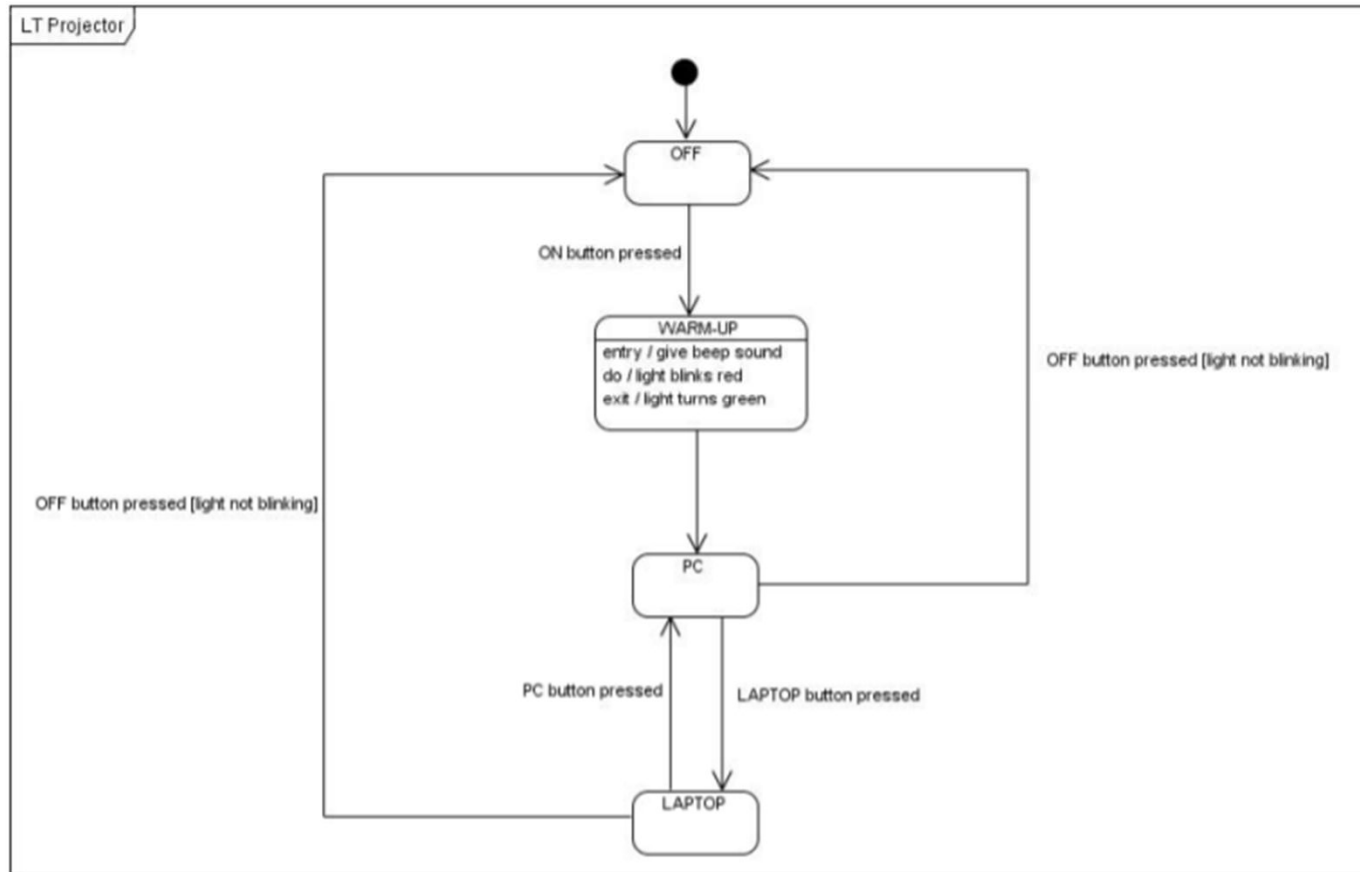 LT Projector
OFF
ON button pressed
WARM-UP
entry / give beep sound
do / light blinks red
exit / light turns green
OFF button pressed [light not blinking]
OFF button pressed [light not blinking]
PC
PC button pressed
LAPTOP button pressed
LAPTOP